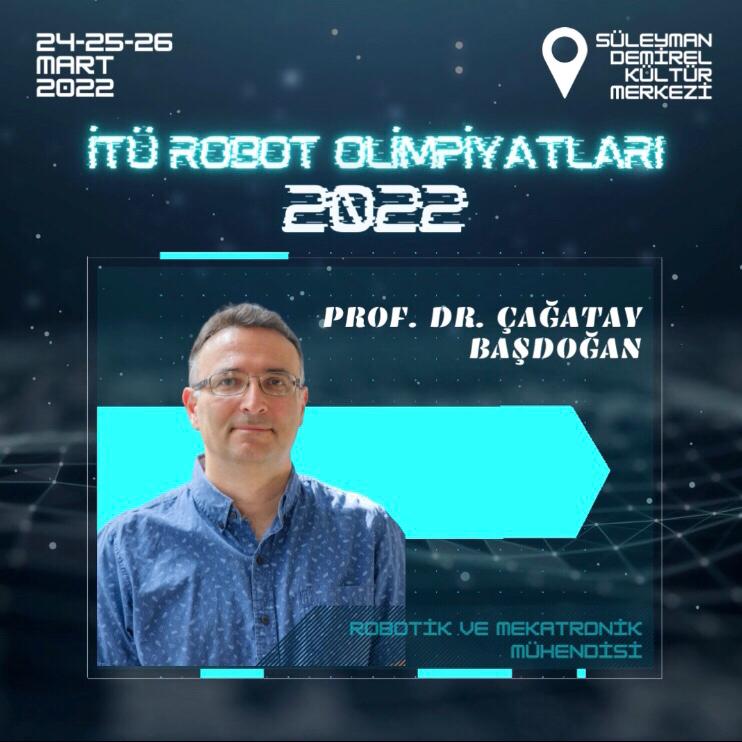 24-25-26
MART
2022
SÜLEYMAN
DEMİREL
KÜLTÜR
MERKEZİ
İTÜ ROBOT OLİMPİYATLARI
2022
PROF. DR. ÇAĞATAY
BAŞDOĞAN
ROBOTİK VE MEKATRONİK
MÜHENDİSİ